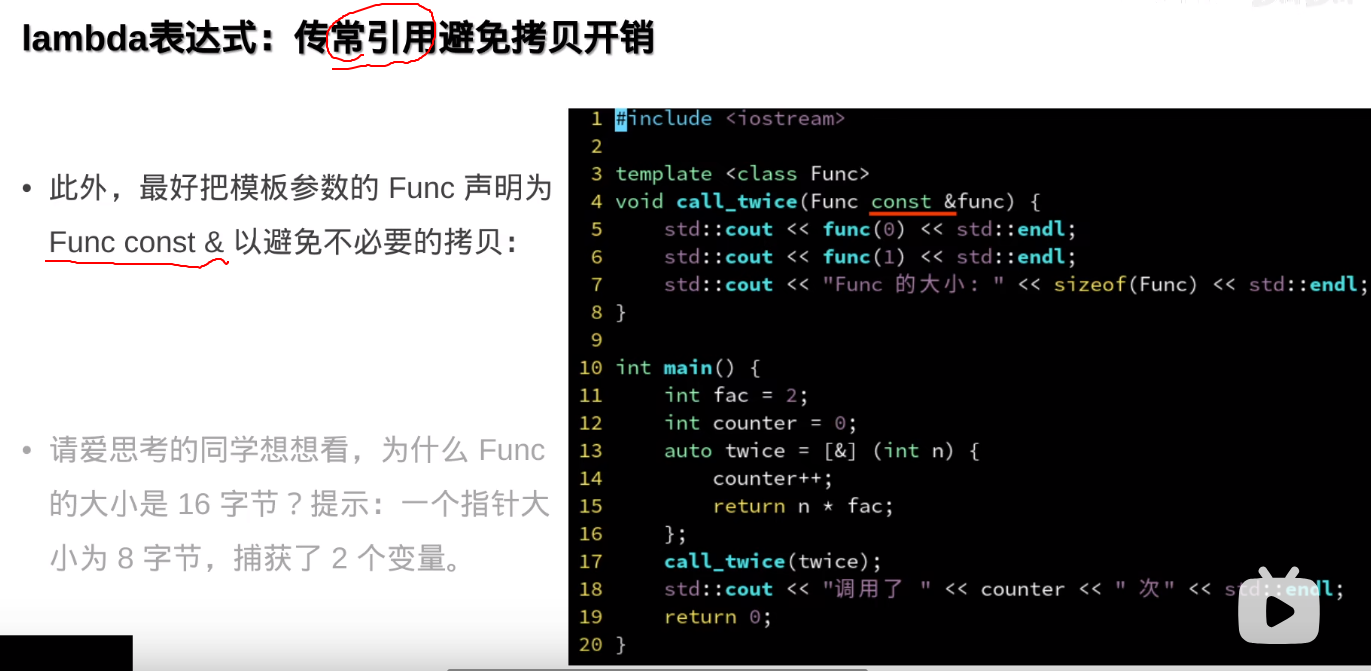 lambda表达式：传常引用避免拷贝开销
• 此外，最好把模板参数的 Func 声明为
Func const & 以避免不必要的拷贝：
• 请爱思考的同学想想看，为什么 Func
的大小是 16 字节？提示：一个指针大
小为 8 字节，捕获了 2 个变量。
1 #include <iostream>
2
3 template <class Func>
4 void call_twice(Func const &func) {
5     std::cout << func(0) << std::endl;
6     std::cout << func(1) << std::endl;
7     std::cout << "Func 的大小: " << sizeof(Func) << std::endl;
8 }
9
10 int main() {
11     int fac = 2;
12     int counter = 0;
13     auto twice = [&] (int n) {
14         counter++;
15         return n * fac;
16     };
17     call_twice(twice);
18     std::cout << "调用了 " << counter << " 次" << std::endl;
19     return 0;
20 }